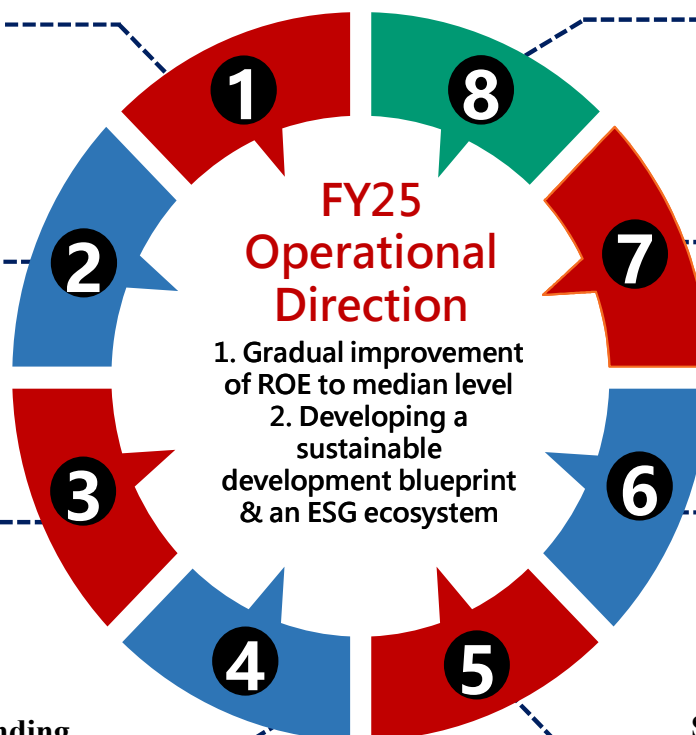 1
8
2
7
FY25
Operational
Direction
1. Gradual improvement
of ROE to median level
2. Developing a
sustainable
development blueprint
& an ESG ecosystem
3
6
4
5